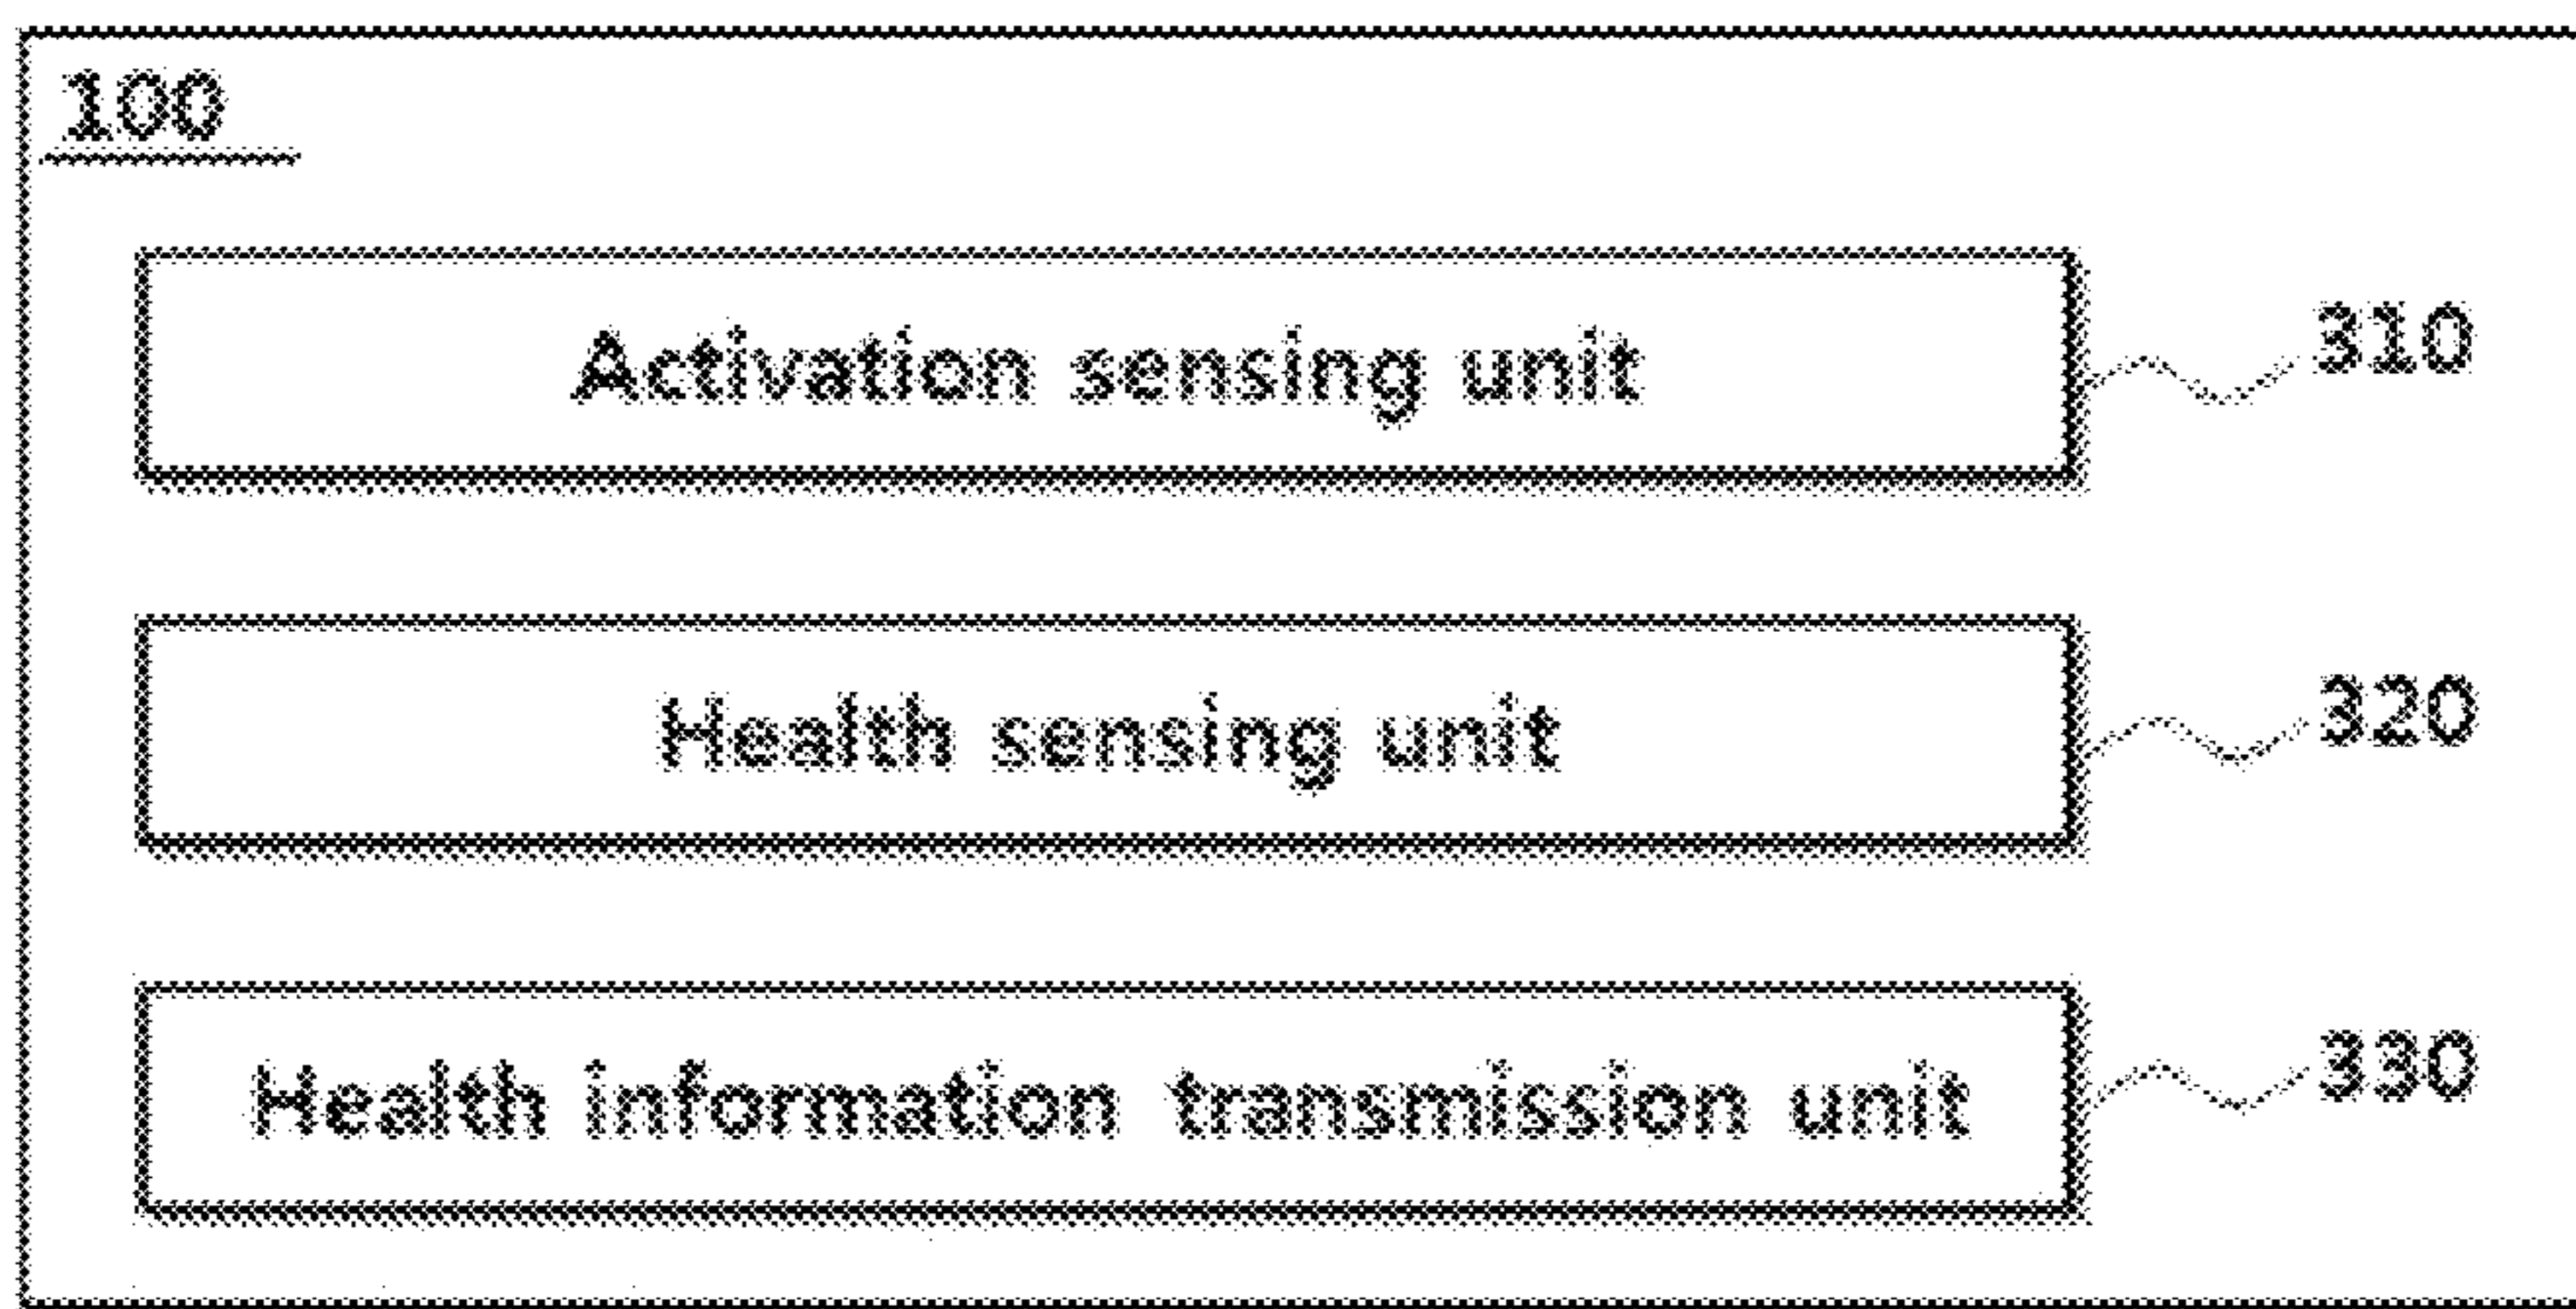 100
Activation sensing unit 310
Health sensing unit 320
Health information transmission unit 330